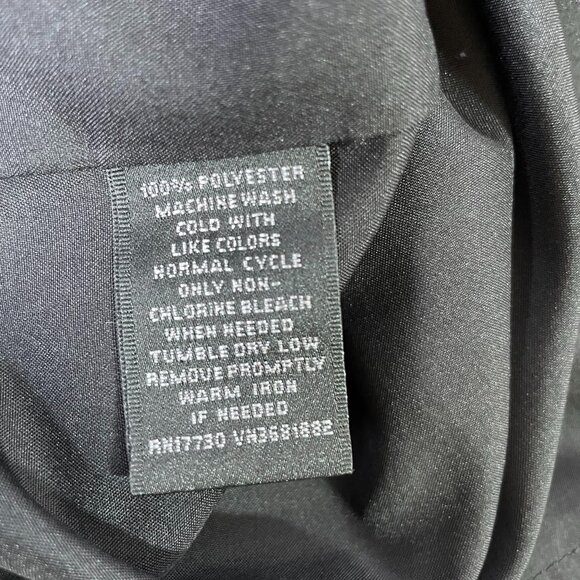 100% POLYESTER
MACHINE WASH
COLD WITH
LIKE COLORS
NORMAL CYCLE
ONLY NON-
CHLORINE BLEACH
WHEN NEEDED
TUMBLE DRY LOW
REMOVE PROMPTLY
WARM IRON
IF NEEDED
RN17730 VN3681882